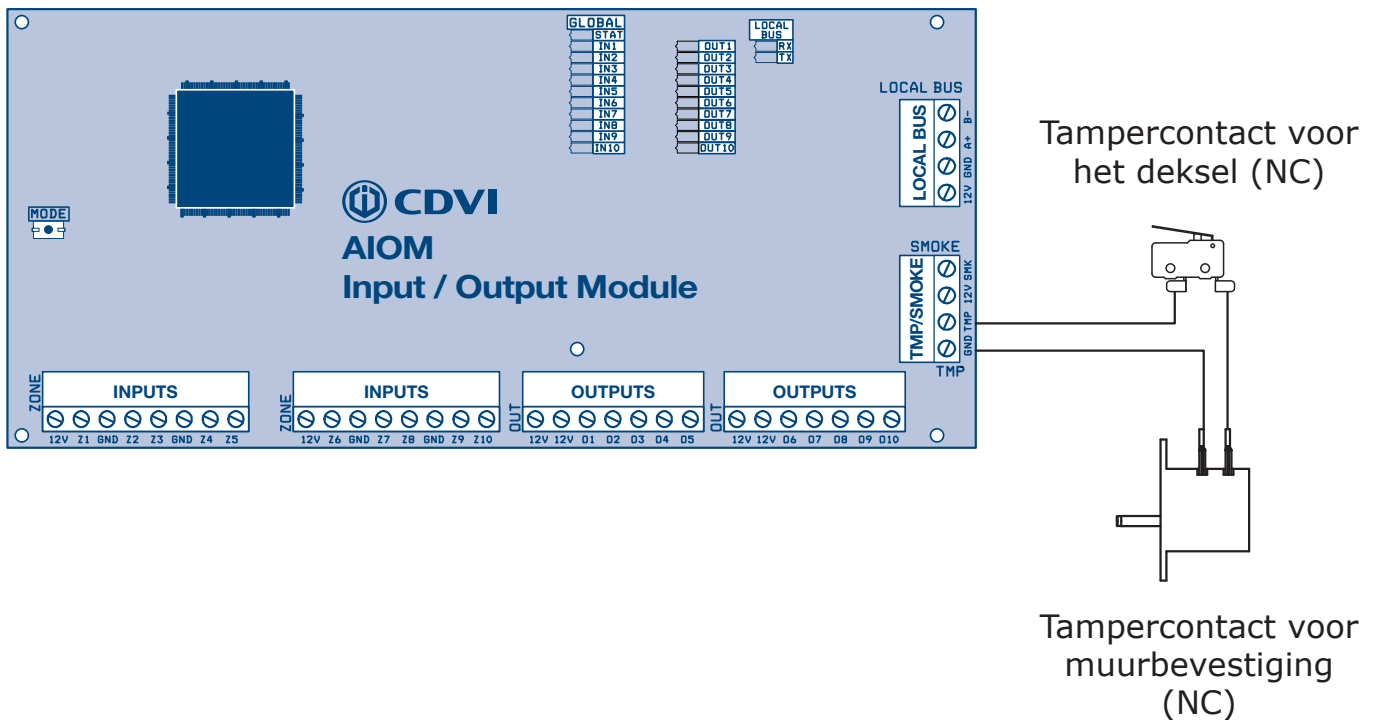 GLOBAL
STAT
IN1
IN2
IN3
IN4
IN5
IN6
IN7
IN8
IN9
IN10
OUT1
OUT2
OUT3
OUT4
OUT5
OUT6
OUT7
OUT8
OUT9
OUT10
LOCAL
BUS
RX
TX
LOCAL BUS
LOCAL BUS
B-
A+
GND
12V
Tampercontact voor
het deksel (NC)
MODE
CDVI
AIOM
Input / Output Module
SMOKE
TMP/SMOKE
SMK
12V
TMP
GND
TMP
ZONE
INPUTS
12V Z1 GND Z2 Z3 GND Z4 Z5
ZONE
INPUTS
12V Z6 GND Z7 Z8 GND Z9 Z10
OUT
OUTPUTS
12V 12V O1 O2 O3 O4 O5
OUT
OUTPUTS
12V 12V O6 O7 O8 O9 O10
Tampercontact voor
muurbevestiging
(NC)